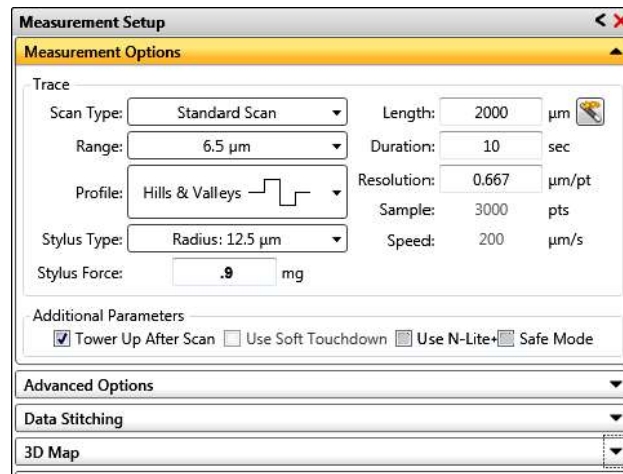 Measurement Setup
Measurement Options
Trace
Scan Type: Standard Scan Length: 2000 µm
Range: 6.5 µm Duration: 10 sec
Profile: Hills & Valleys Resolution: 0.667 µm/pt
Sample: 3000 pts
Stylus Type: Radius: 12.5 µm Speed: 200 µm/s
Stylus Force: .9 mg
Additional Parameters
Tower Up After Scan Use Soft Touchdown Use N-Lite+ Safe Mode
Advanced Options
Data Stitching
3D Map